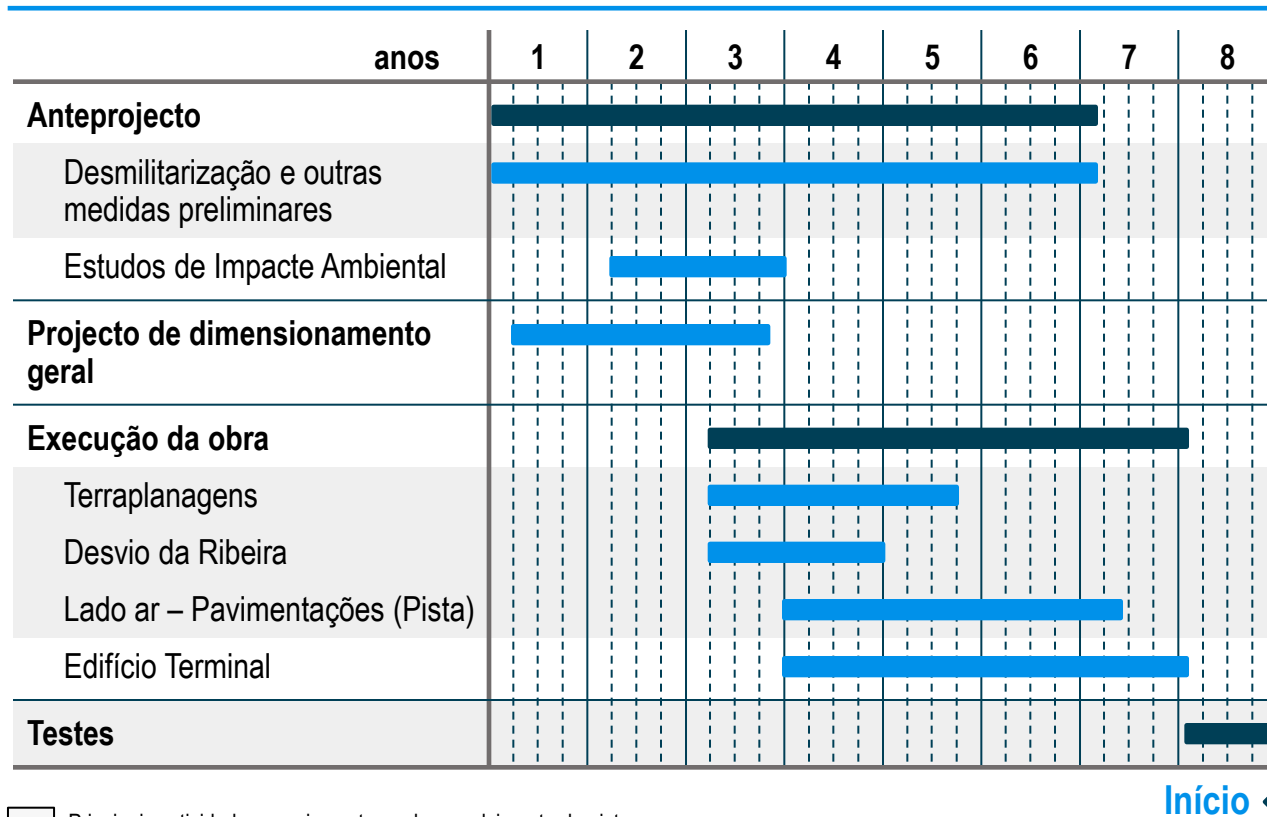 anos 1 2 3 4 5 6 7 8
Anteprojecto
Desmilitarização e outras
medidas preliminares
Estudos de Impacte Ambiental
Projecto de dimensionamento
geral
Execução da obra
Terraplanagens
Desvio da Ribeira
Lado ar – Pavimentações (Pista)
Edifício Terminal
Testes
Início